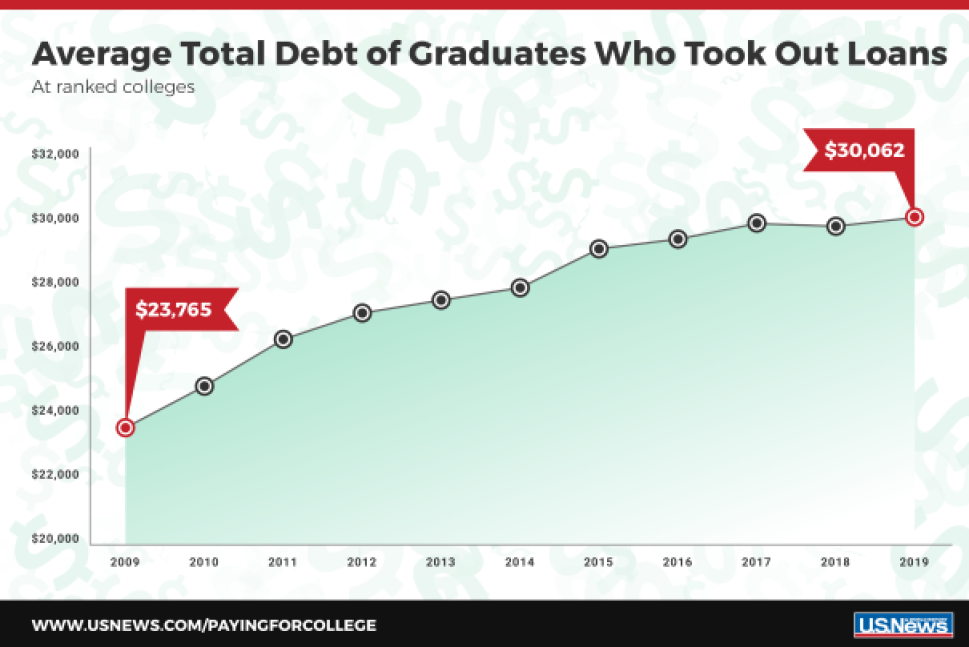 Average Total Debt of Graduates Who Took Out Loans
At ranked colleges
$32,000
$30,062
$30,000
$28,000
$23,765
$26,000
$24,000
$22,000
$20,000
2009 2010 2011 2012 2013 2014 2015 2016 2017 2018 2019
WWW.USNEWS.COM/PAYINGFORCOLLEGE
U.S.News